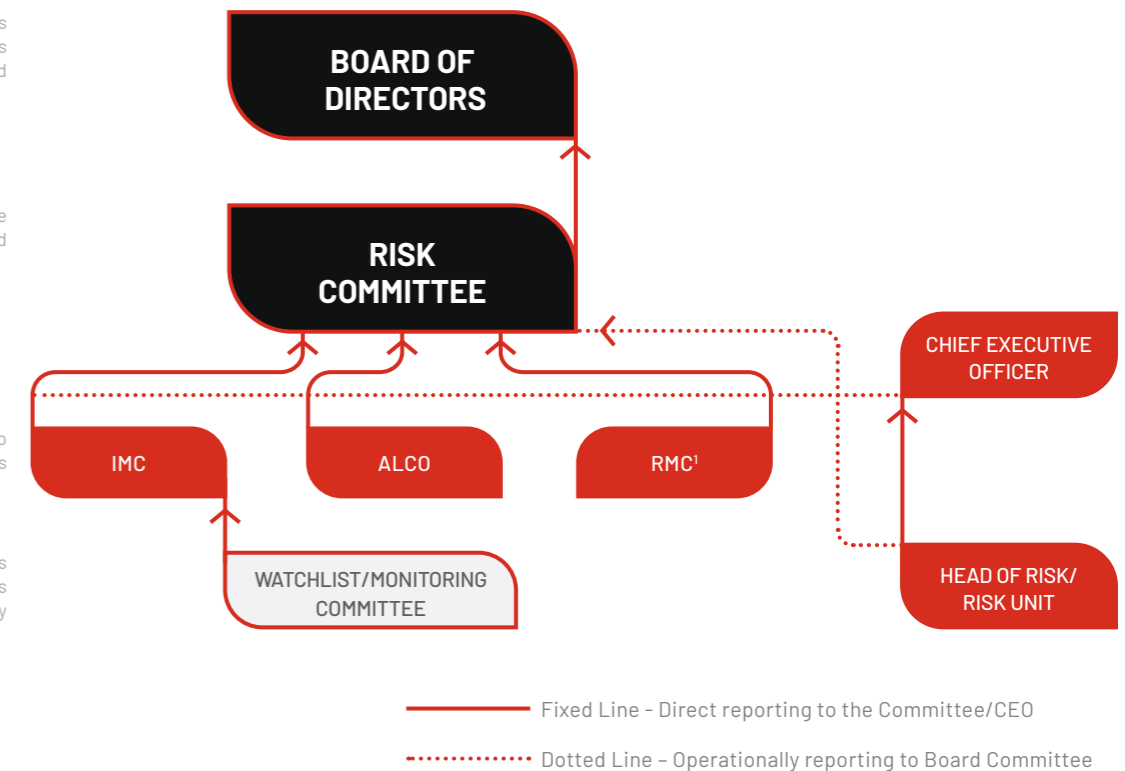 s
s
d
BOARD OF
DIRECTORS
e
d
RISK
COMMITTEE
CHIEF EXECUTIVE
OFFICER
o
s
IMC
ALCO
RMC¹
s
s
y
WATCHLIST/MONITORING
COMMITTEE
HEAD OF RISK/
RISK UNIT
Fixed Line - Direct reporting to the Committee/CEO
Dotted Line – Operationally reporting to Board Committee